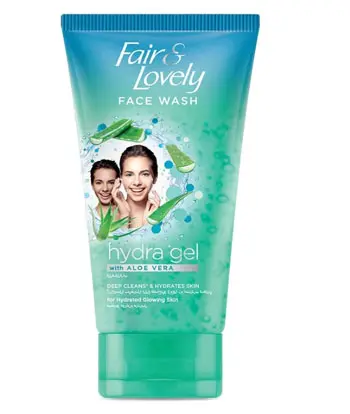 Fair &
Lovely
FACE WASH
hydra gel
with ALOE VERA
DEEP CLEANS* & HYDRATES SKIN
for Hydrated Glowing Skin